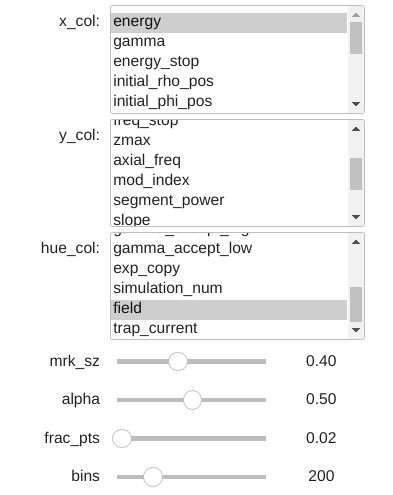 x_col:
energy
gamma
energy_stop
initial_rho_pos
initial_phi_pos
y_col:
freq_stop
zmax
axial_freq
mod_index
segment_power
slope
hue_col:
gamma_accept_low
exp_copy
simulation_num
field
trap_current
mrk_sz 0.40
alpha 0.50
frac_pts 0.02
bins 200